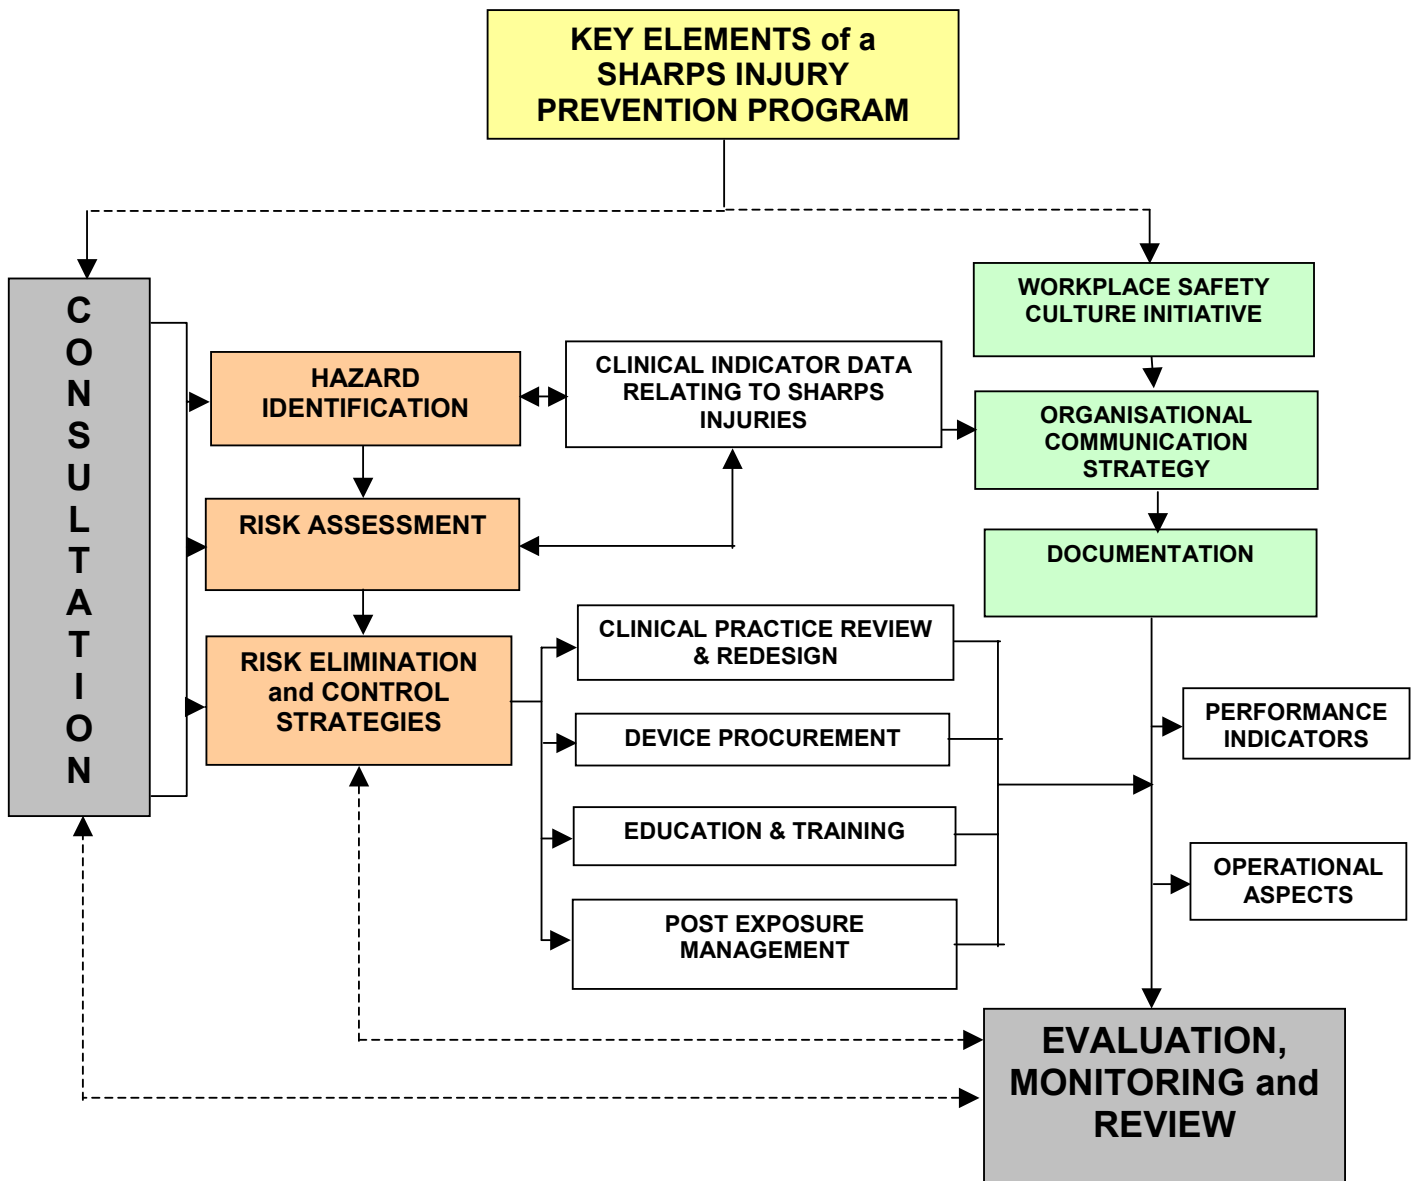 KEY ELEMENTS of a
SHARPS INJURY
PREVENTION PROGRAM
C
O
N
S
U
L
T
A
T
I
O
N
HAZARD
IDENTIFICATION
RISK ASSESSMENT
RISK ELIMINATION
and CONTROL
STRATEGIES
CLINICAL INDICATOR DATA
RELATING TO SHARPS
INJURIES
CLINICAL PRACTICE REVIEW
& REDESIGN
DEVICE PROCUREMENT
EDUCATION & TRAINING
POST EXPOSURE
MANAGEMENT
WORKPLACE SAFETY
CULTURE INITIATIVE
ORGANISATIONAL
COMMUNICATION
STRATEGY
DOCUMENTATION
PERFORMANCE
INDICATORS
OPERATIONAL
ASPECTS
EVALUATION,
MONITORING and
REVIEW